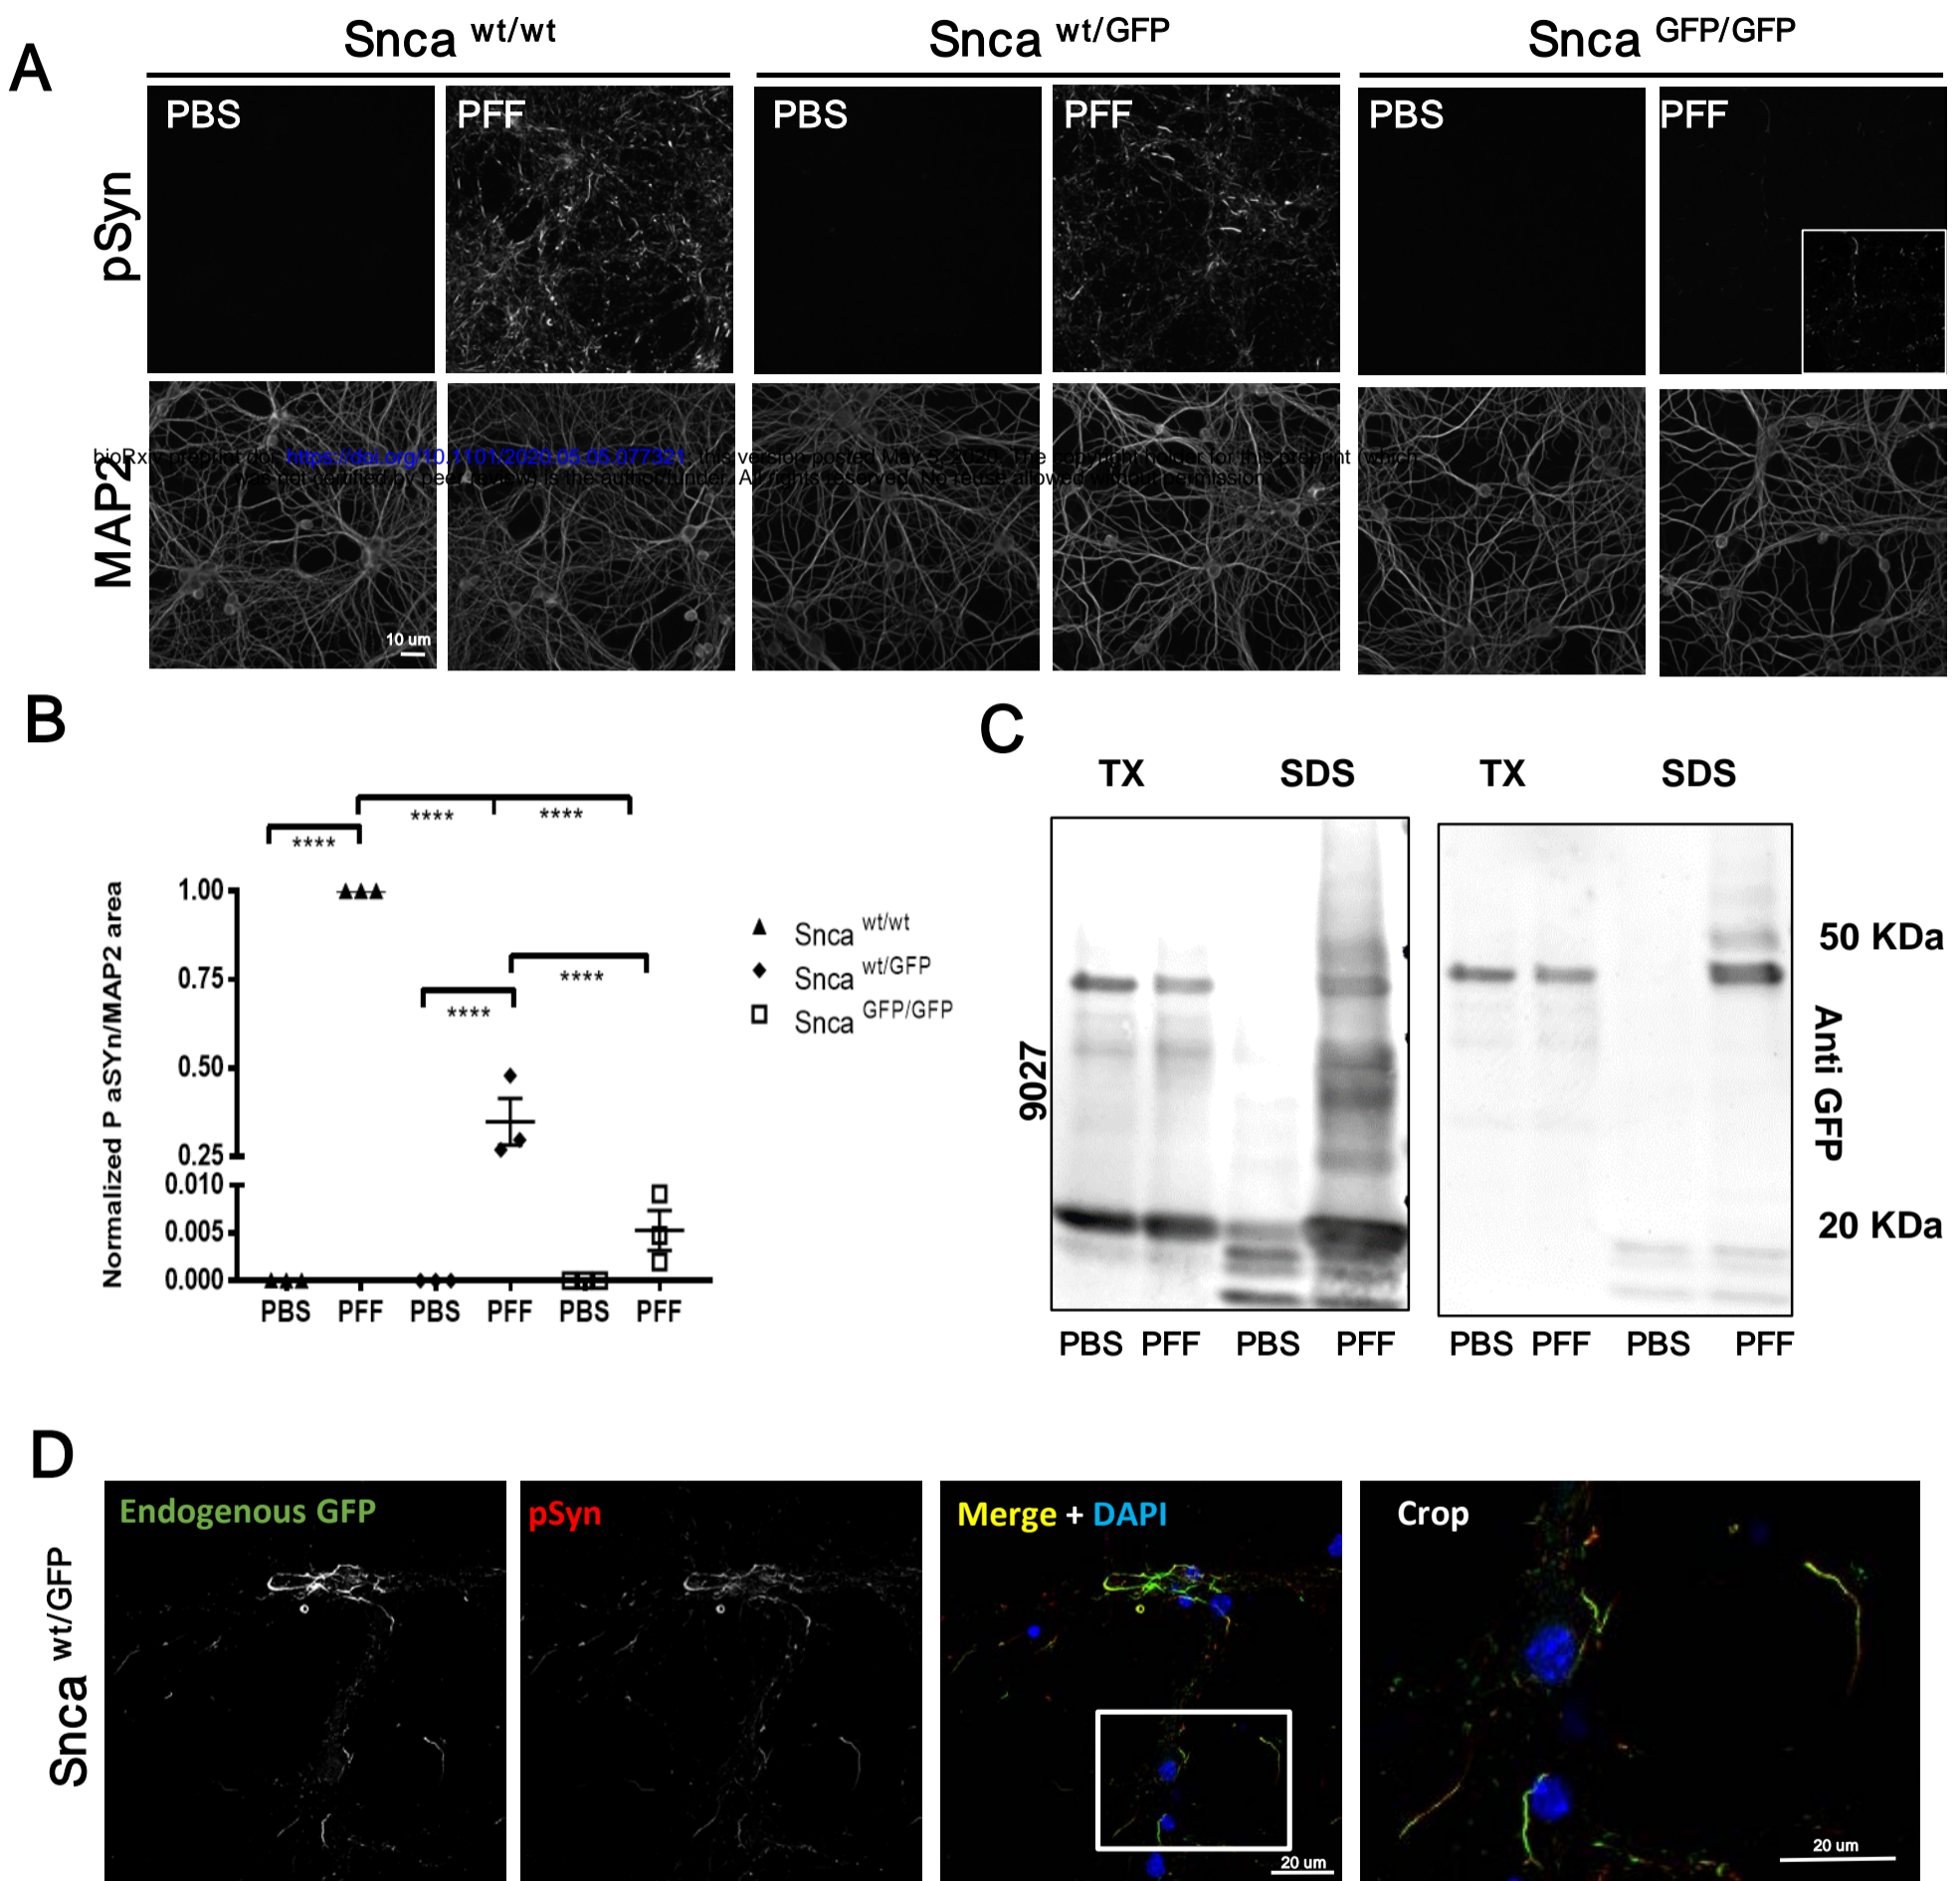 A
Snca wt/wt
Snca wt/GFP
Snca GFP/GFP
PBS
PFF
PBS
PFF
PBS
PFF
pSyn
MAP2
bioRxiv preprint doi: https://doi.org/10.1101/2020.05.05.077321; this version posted May 2020. The copyright holder for this preprint (which
was not certified by peer review) is the author/funder. All rights reserved. No reuse allowed without permission.
10 um
B
**** ****
****
****
****
Normalized P aSYn/MAP2 area
1.00
0.75
0.50
0.25
0.010
0.005
0.000
PBS PFF PBS PFF PBS PFF
Snca wt/wt
Snca wt/GFP
Snca GFP/GFP
C
TX SDS TX SDS
9027
50 KDa
Anti GFP
20 KDa
PBS PFF PBS PFF PBS PFF PBS PFF
D
Snca wt/GFP
Endogenous GFP
pSyn
Merge + DAPI
Crop
20 um
20 um